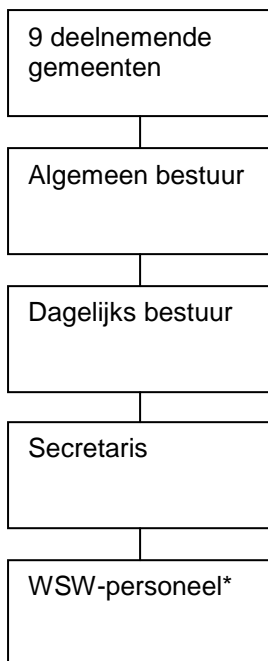 9 deelnemende
gemeenten
Algemeen bestuur
Dagelijks bestuur
Secretaris
WSW-personeel*